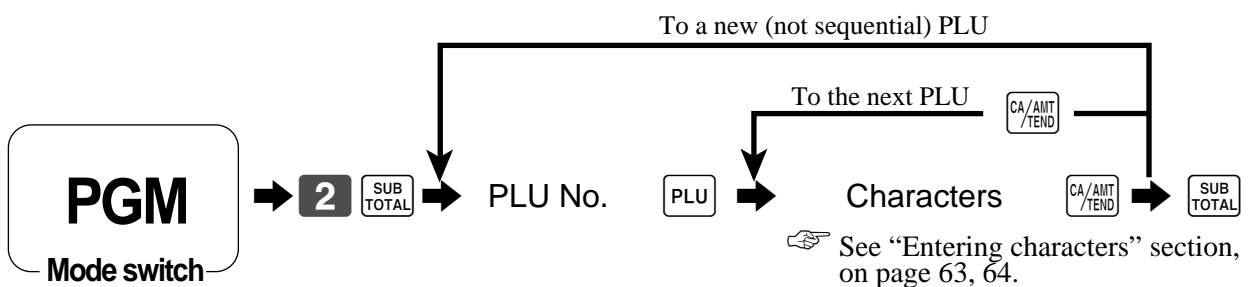 To a new (not sequential) PLU
To the next PLU CA/AMT/TEND
PGM 2 SUB TOTAL PLU No. PLU Characters CA/AMT/TEND SUB TOTAL
Mode switch
See “Entering characters” section,
on page 63, 64.